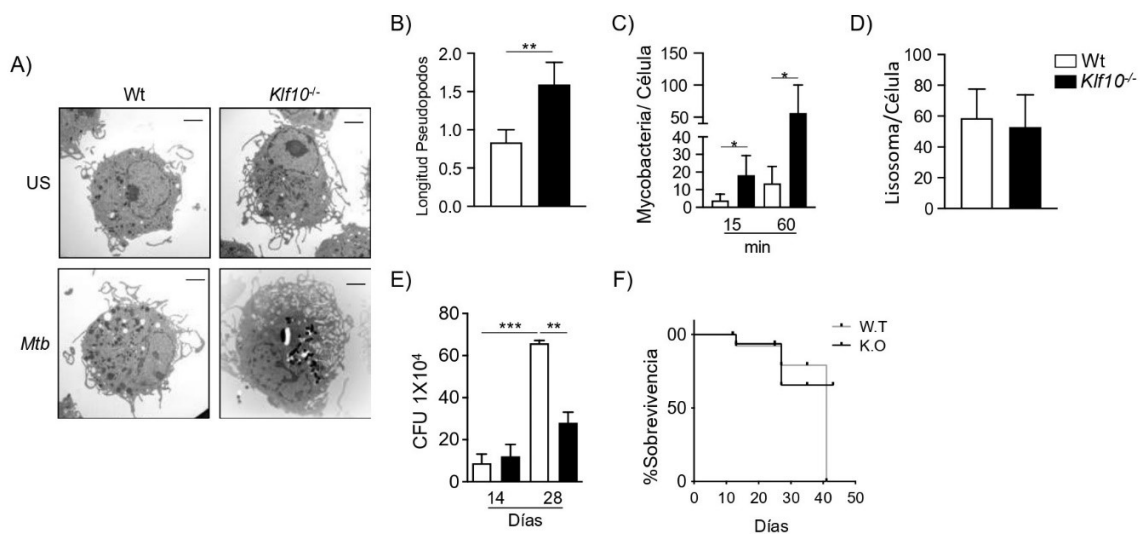 A)
Wt
Klf10-/-
US
Mtb
B)
Longitud Pseudopodos
2.0
1.5
1.0
0.5
0.0
**
C)
Mycobacteria/ Célula
150
100
50
40
30
20
10
0
*
*
15
60
min
D)
Lisosoma/Célula
100
80
60
40
20
0
Wt
Klf10-/-
E)
CFU 1X10⁴
80
60
40
20
0
***
**
14
28
Días
F)
%Sobrevivencia
00
50
0
W.T
K.O
0
10
20
30
40
50
Días